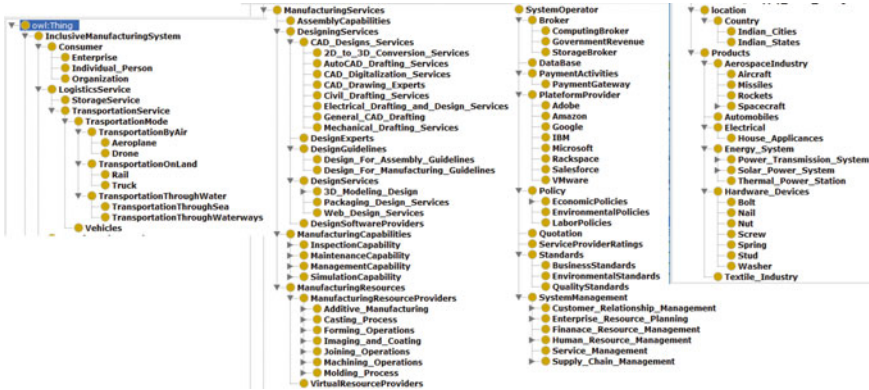 owl:Thing
InclusiveManufacturingSystem
Consumer
Enterprise
Individual_Person
Organization
LogisticsService
StorageService
TransportationService
TrasportationMode
TransportationByAir
Aeroplane
Drone
TransportationOnLand
Rail
Truck
TransportationThroughWater
TransportationThroughSea
TransportationThroughWaterways
Vehicles
ManufacturingServices
AssemblyCapabilities
DesigningServices
CAD_Designs_Services
2D_to_3D_Conversion_Services
AutoCAD_Drafting_Services
CAD_Digitalization_Services
CAD_Drawing_Experts
Civil_Drafting_Services
Electrical_Drafting_and_Design_Services
General_CAD_Drafting
Mechanical_Drafting_Services
DesignExperts
DesignGuidelines
Design_For_Assembly_Guidelines
Design_For_Manufacturing_Guidelines
DesignServices
3D_Modeling_Design
Packaging_Design_Services
Web_Design_Services
DesignSoftwareProviders
ManufacturingCapabilities
InspectionCapability
MaintenanceCapability
ManagementCapability
SimulationCapability
ManufacturingResources
ManufacturingResourceProviders
Additive_Manufacturing
Casting_Process
Forming_Operations
Imaging_and_Coating
Joining_Operations
Machining_Operations
Molding_Process
VirtualResourceProviders
SystemOperator
Broker
ComputingBroker
GovernmentRevenue
StorageBroker
DataBase
PaymentActivities
PaymentGateway
PlateformProvider
Adobe
Amazon
Google
IBM
Microsoft
Rackspace
Salesforce
VMware
Policy
EconomicPolicies
EnvironmentalPolicies
LaborPolicies
Quotation
ServiceProviderRatings
Standards
BusinessStandards
EnvironmentalStandards
QualityStandards
SystemManagement
Customer_Relationship_Management
Enterprise_Resource_Planning
Finanace_Resource_Management
Human_Resource_Management
Service_Management
Supply_Chain_Management
location
Country
Indian_Cities
Indian_States
Products
AerospaceIndustry
Aircraft
Missiles
Rockets
Spacecraft
Automobiles
Electrical
House_Applicances
Energy_System
Power_Transmission_System
Solar_Power_System
Thermal_Power_Station
Hardware_Devices
Bolt
Nail
Nut
Screw
Spring
Stud
Washer
Textile_Industry